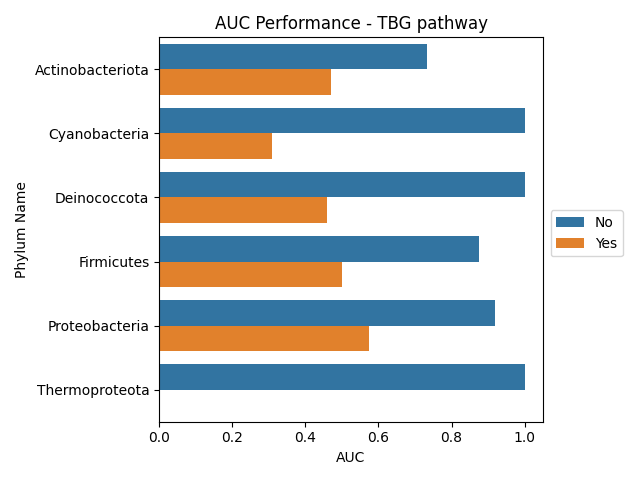 AUC Performance - TBG pathway
Phylum Name
Actinobacteriota
Cyanobacteria
Deinococcota
Firmicutes
Proteobacteria
Thermoproteota
0.0 0.2 0.4 0.6 0.8 1.0
AUC
No
Yes